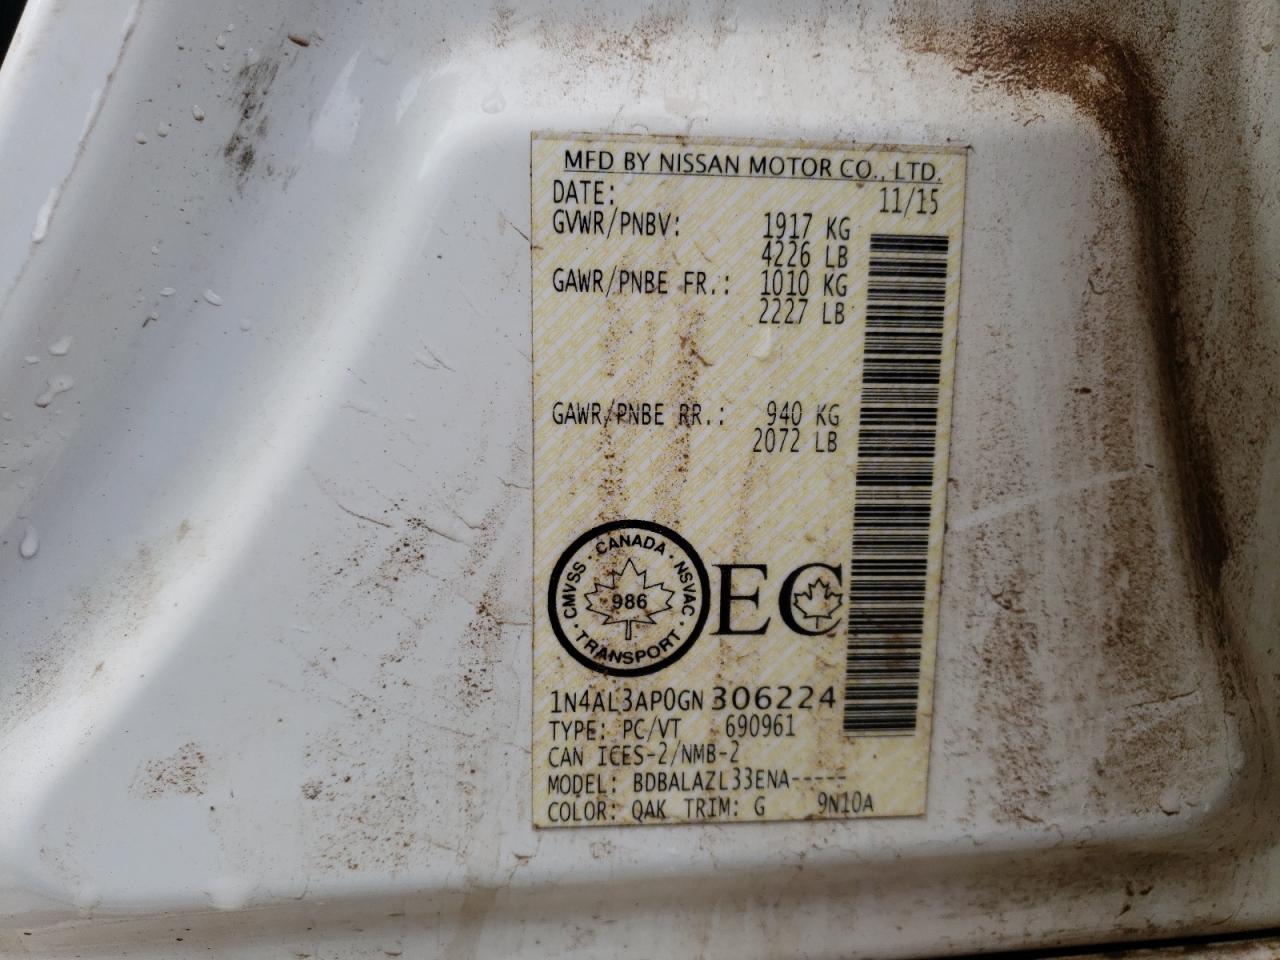 MFD BY NISSAN MOTOR CO., LTD.
DATE: 11/15
GVWR/PNBV: 1917 KG
4226 LB
GAWR/PNBE FR.: 1010 KG
2227 LB
GAWR/PNBE RR.: 940 KG
2072 LB
CANADA · NSVAC · TRANSPORT · CMVSS ·
986
EC
1N4AL3AP0GN306224
TYPE: PC/VT 690961
CAN ICES-2/NMB-2
MODEL: BDBALAZL33ENA-----
COLOR: QAK TRIM: G 9N10A